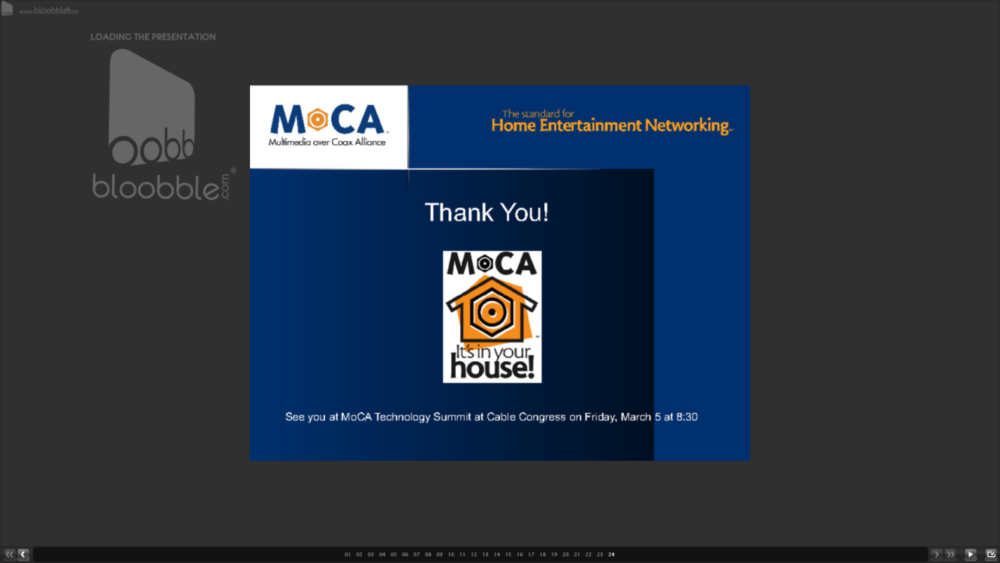 www.bloobble.com
LOADING THE PRESENTATION
oobb
bloobble.com®
MoCA
Multimedia over Coax Alliance
The standard for
Home Entertainment Networking
Thank You!
MoCA
It's in your
house!
See you at MoCA Technology Summit at Cable Congress on Friday, March 5 at 8:30
01 02 03 04 05 06 07 08 09 10 11 12 13 14 15 16 17 18 19 20 21 22 23 24